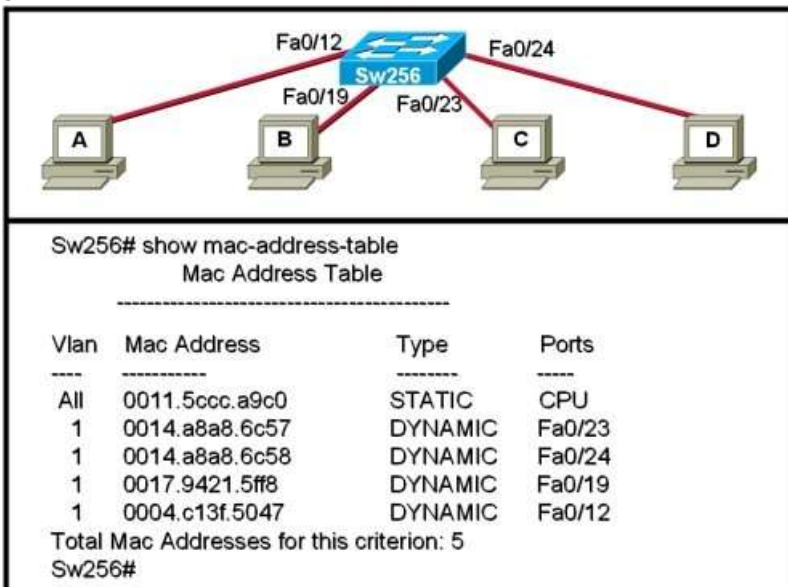 Fa0/12
Fa0/24
Sw256
Fa0/19
Fa0/23
A
B
C
D
Sw256# show mac-address-table
Mac Address Table
-------------------------------------------
Vlan Mac Address Type Ports
---- ----------- -------- -----
All 0011.5ccc.a9c0 STATIC CPU
1 0014.a8a8.6c57 DYNAMIC Fa0/23
1 0014.a8a8.6c58 DYNAMIC Fa0/24
1 0017.9421.5ff8 DYNAMIC Fa0/19
1 0004.c13f.5047 DYNAMIC Fa0/12
Total Mac Addresses for this criterion: 5
Sw256#